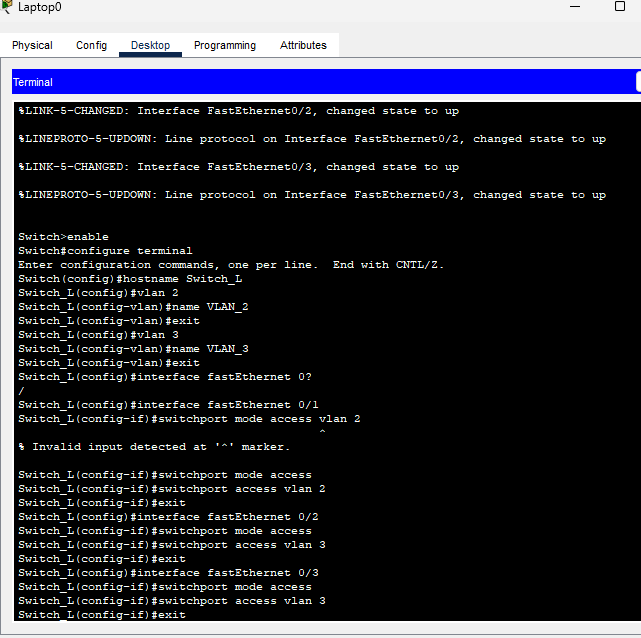 Laptop0
Physical Config Desktop Programming Attributes
Terminal
%LINK-5-CHANGED: Interface FastEthernet0/2, changed state to up
%LINEPROTO-5-UPDOWN: Line protocol on Interface FastEthernet0/2, changed state to up
%LINK-5-CHANGED: Interface FastEthernet0/3, changed state to up
%LINEPROTO-5-UPDOWN: Line protocol on Interface FastEthernet0/3, changed state to up
Switch>enable
Switch#configure terminal
Enter configuration commands, one per line.  End with CNTL/Z.
Switch(config)#hostname Switch_L
Switch_L(config)#vlan 2
Switch_L(config-vlan)#name VLAN_2
Switch_L(config-vlan)#exit
Switch_L(config)#vlan 3
Switch_L(config-vlan)#name VLAN_3
Switch_L(config-vlan)#exit
Switch_L(config)#interface fastEthernet 0?
/
Switch_L(config)#interface fastEthernet 0/1
Switch_L(config-if)#switchport mode access vlan 2
^
% Invalid input detected at '^' marker.
Switch_L(config-if)#switchport mode access
Switch_L(config-if)#switchport access vlan 2
Switch_L(config-if)#exit
Switch_L(config)#interface fastEthernet 0/2
Switch_L(config-if)#switchport mode access
Switch_L(config-if)#switchport access vlan 3
Switch_L(config-if)#exit
Switch_L(config)#interface fastEthernet 0/3
Switch_L(config-if)#switchport mode access
Switch_L(config-if)#switchport access vlan 3
Switch_L(config-if)#exit